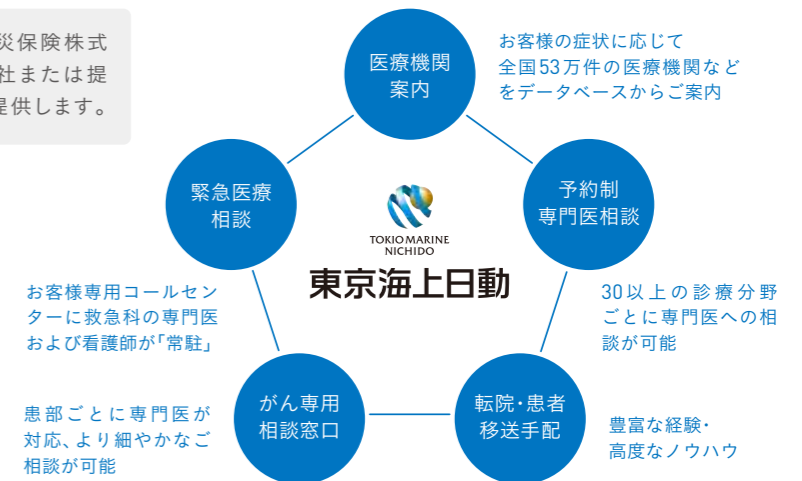 災保険株式
社または提
提供します。
医療機関
案内
お客様の症状に応じて
全国53万件の医療機関など
をデータベースからご案内
緊急医療
相談
予約制
専門医相談
TOKIO MARINE
NICHIDO
東京海上日動
お客様専用コールセン
ターに救急科の専門医
および看護師が「常駐」
30以上の診療分野
ごとに専門医への相
談が可能
がん専用
相談窓口
転院・患者
移送手配
患部ごとに専門医が
対応、より細やかなご
相談が可能
豊富な経験・
高度なノウハウ